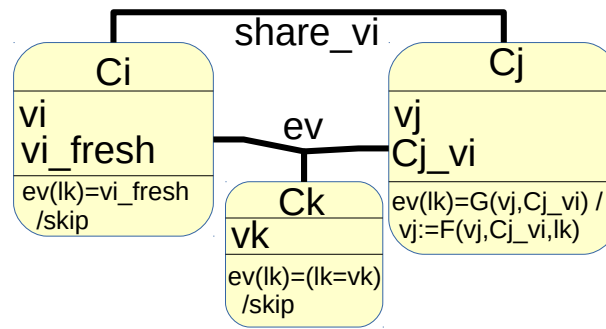 share_vi
Ci
vi
vi_fresh
ev(lk)=vi_fresh
/skip
ev
Cj
vj
Cj_vi
ev(lk)=G(vj,Cj_vi) /
vj:=F(vj,Cj_vi,lk)
Ck
vk
ev(lk)=(lk=vk)
/skip